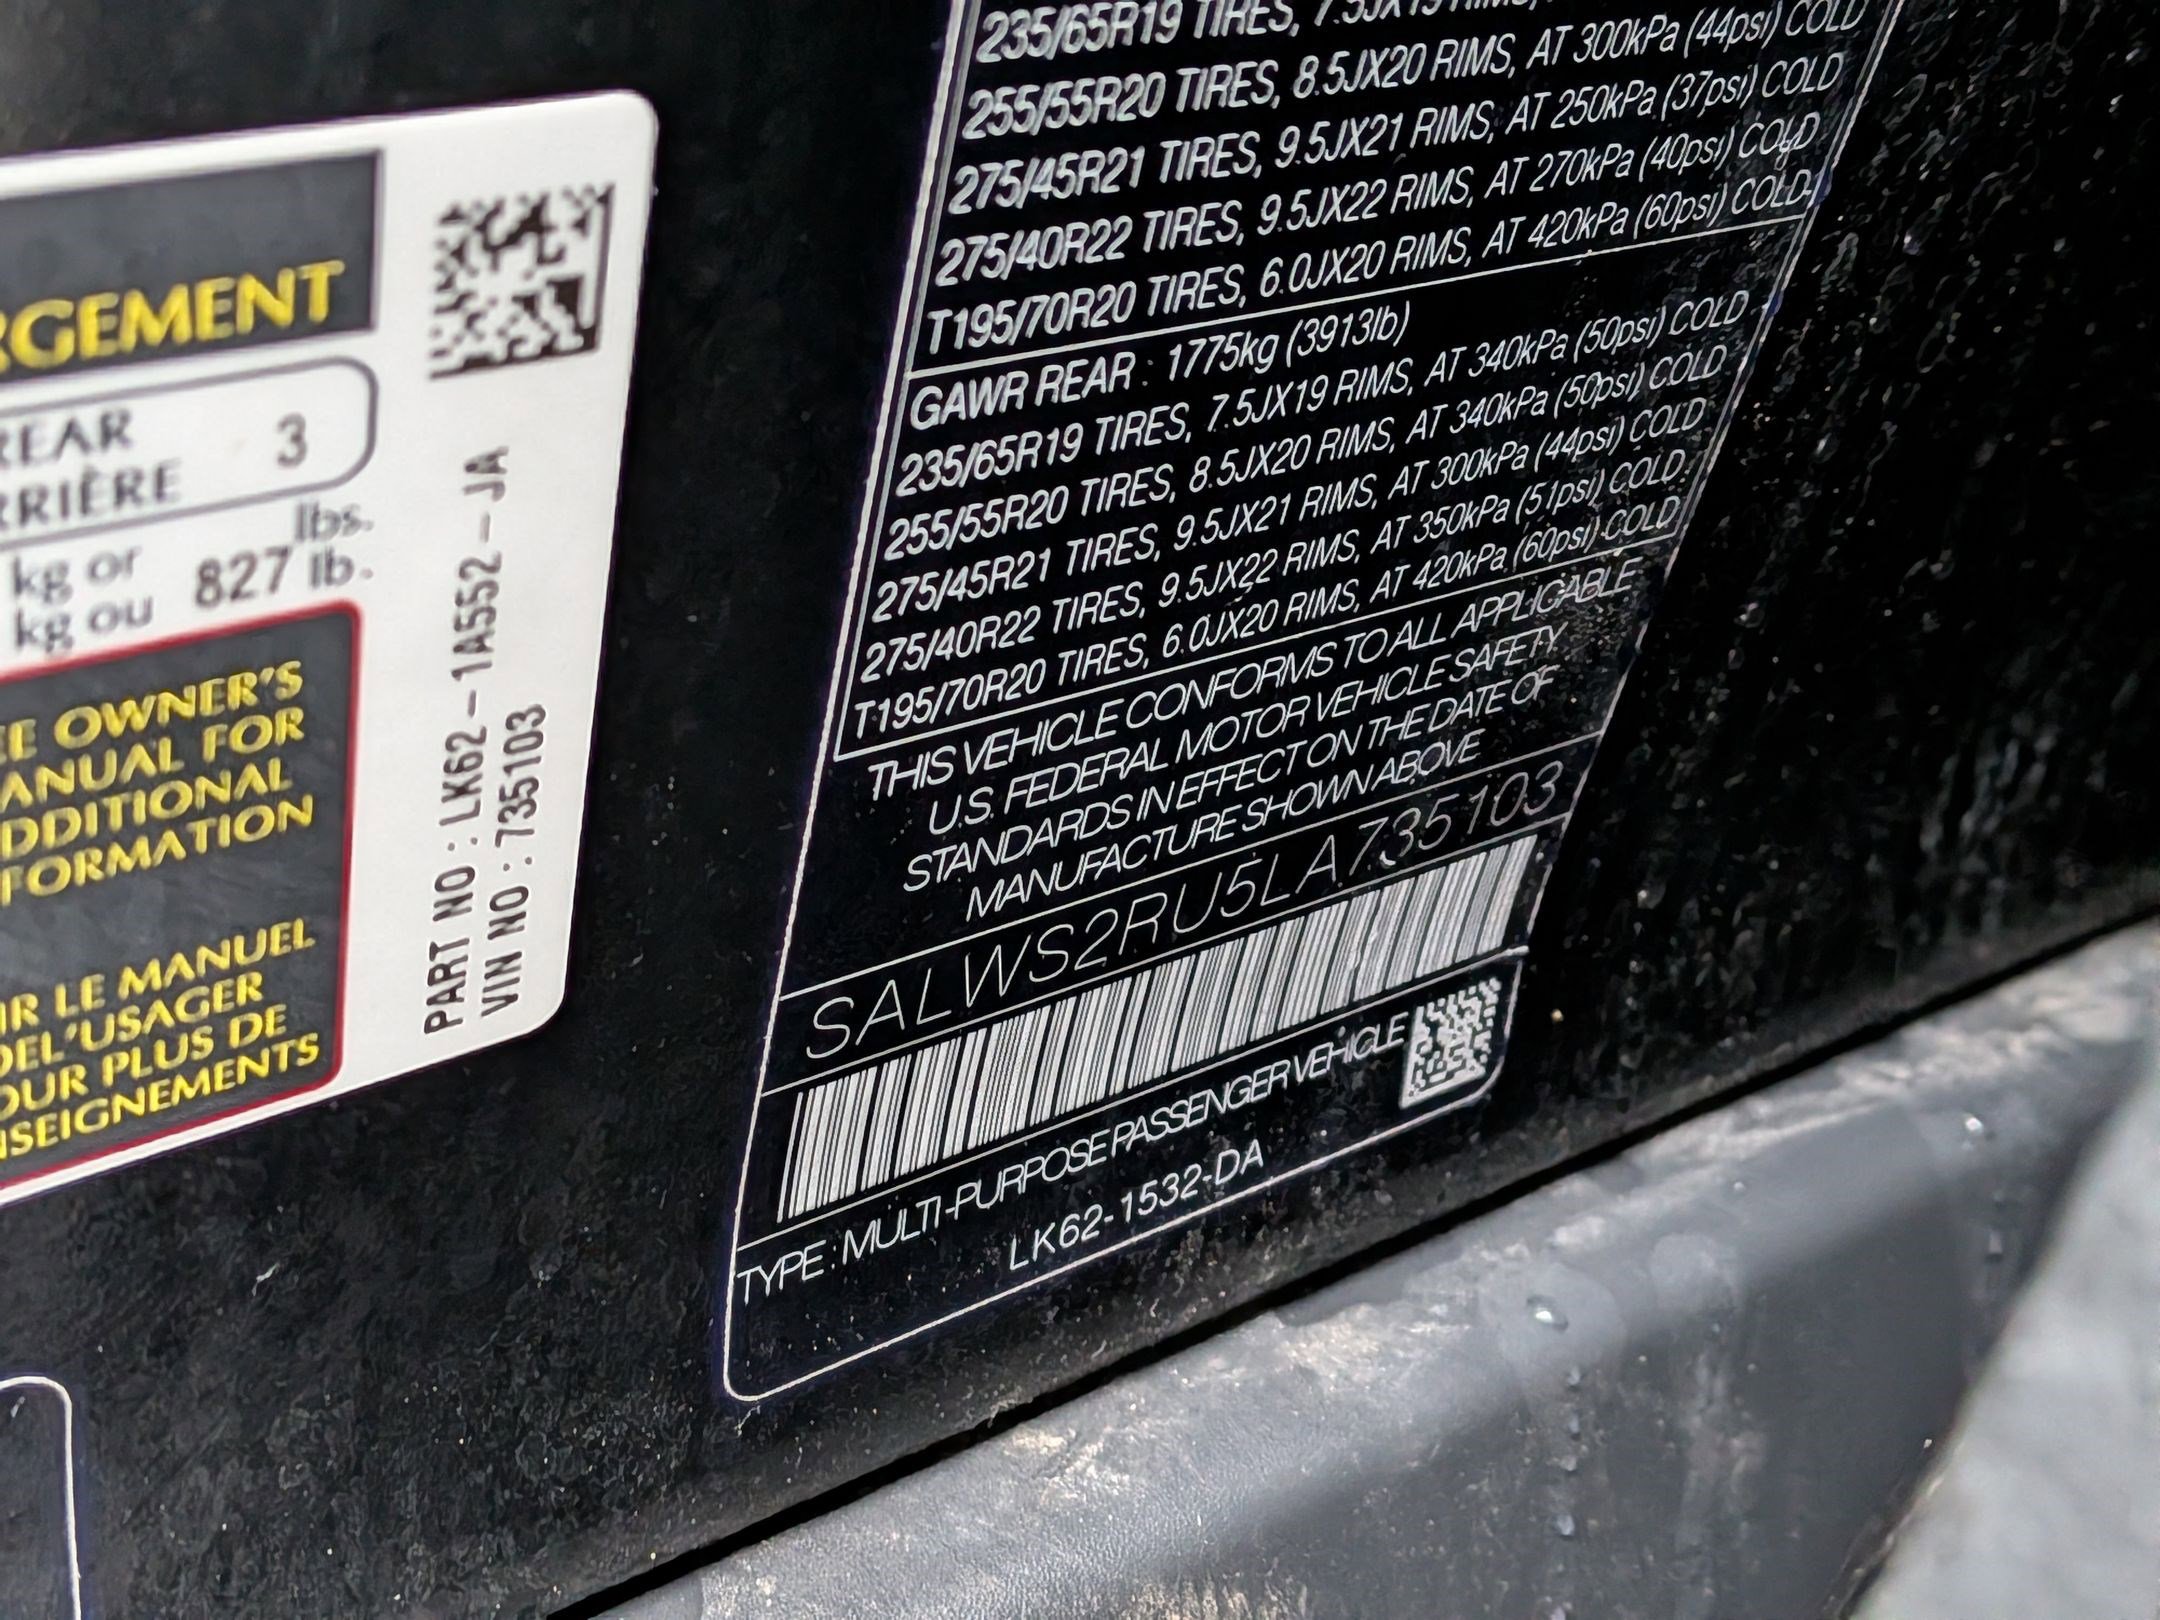 RGEMENT
REAR 3
RRIÈRE
lbs.
kg or
kg ou 827 lb.
EE OWNER'S
ANUAL FOR
DDITIONAL
FORMATION
IR LE MANUEL
DEL'USAGER
OUR PLUS DE
NSEIGNEMENTS
PART NO : LK62-1A552-JA
VIN NO : 735103
235/65R19 TIRES, 7.5JX19 RIMS,
255/55R20 TIRES, 8.5JX20 RIMS, AT 300kPa (44psi) COLD
275/45R21 TIRES, 9.5JX21 RIMS, AT 250kPa (37psi) COLD
275/40R22 TIRES, 9.5JX22 RIMS, AT 270kPa (40psi) COLD
T195/70R20 TIRES, 6.0JX20 RIMS, AT 420kPa (60psi) COLD
GAWR REAR : 1775kg (3913lb)
235/65R19 TIRES, 7.5JX19 RIMS, AT 340kPa (50psi) COLD
255/55R20 TIRES, 8.5JX20 RIMS, AT 340kPa (50psi) COLD
275/45R21 TIRES, 9.5JX21 RIMS, AT 300kPa (44psi) COLD
275/40R22 TIRES, 9.5JX22 RIMS, AT 350kPa (51psi) COLD
T195/70R20 TIRES, 6.0JX20 RIMS, AT 420kPa (60psi) COLD
THIS VEHICLE CONFORMS TO ALL APPLICABLE
U.S. FEDERAL MOTOR VEHICLE SAFETY
STANDARDS IN EFFECT ON THE DATE OF
MANUFACTURE SHOWN ABOVE
SALWS2RU5LA735103
TYPE : MULTI-PURPOSE PASSENGER VEHICLE
LK62-1532-DA